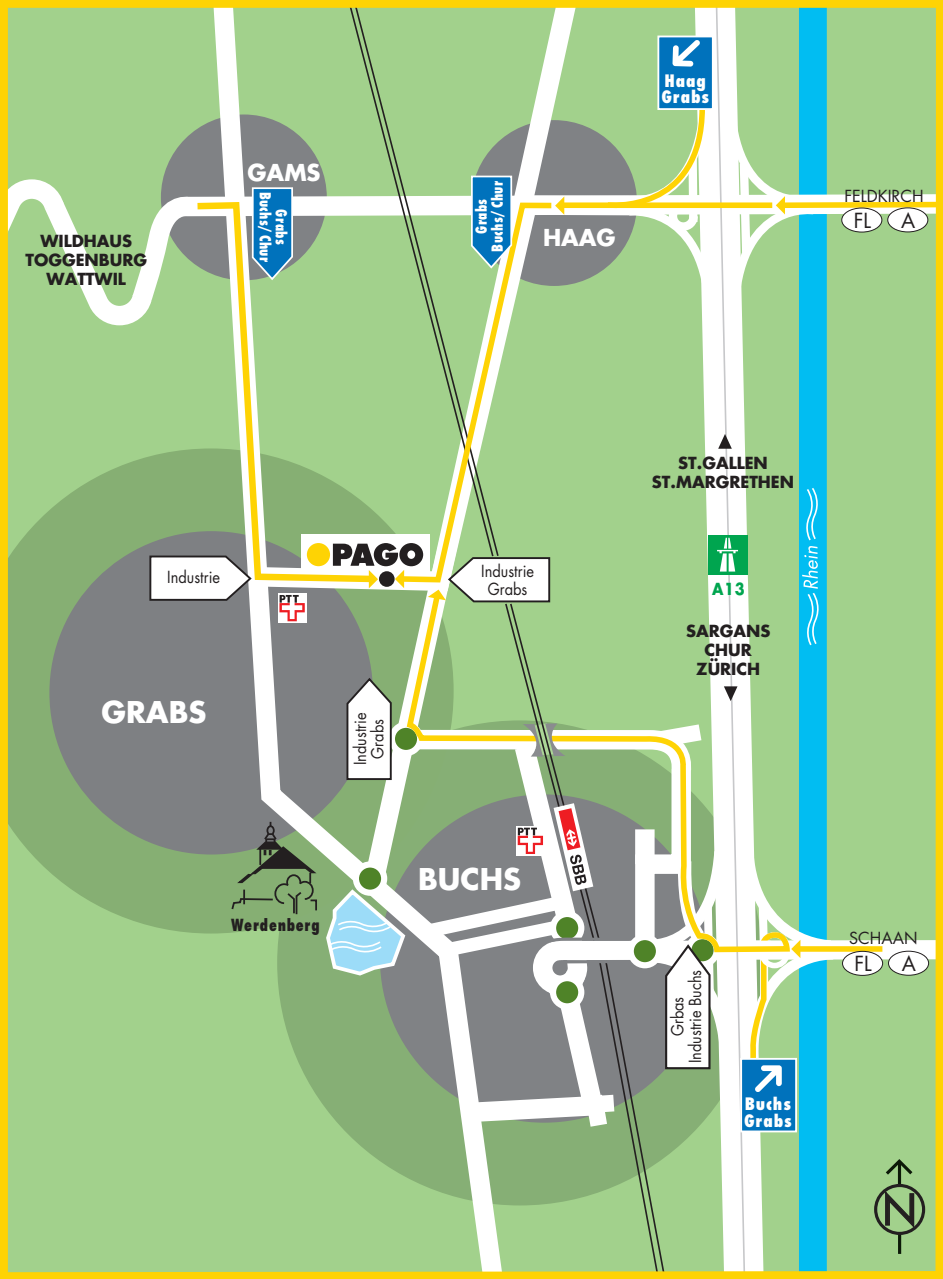 Haag
Grabs
GAMS
FELDKIRCH
FL A
Grabs
Buchs/ Chur
Grabs
Buchs/ Chur
HAAG
WILDHAUS
TOGGENBURG
WATTWIL
ST.GALLEN
ST.MARGRETHEN
PAGO
Industrie
Industrie
Grabs
Rhein
A13
PTT
SARGANS
CHUR
ZÜRICH
GRABS
Industrie
Grabs
PTT
SBB
BUCHS
Werdenberg
SCHAAN
FL A
Grbas
Industrie Buchs
Buchs
Grabs
N